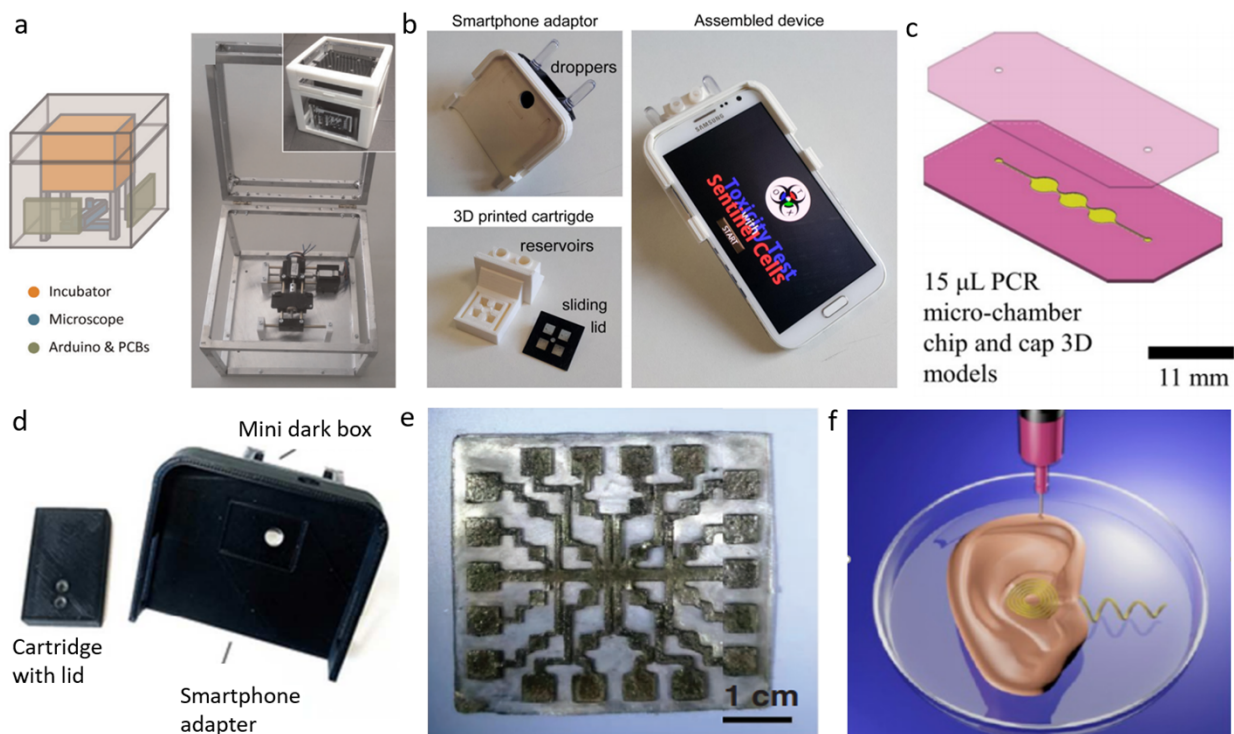 a
Incubator
Microscope
Arduino & PCBs
b
Smartphone adaptor
droppers
3D printed cartrigde
reservoirs
sliding
lid
Assembled device
SAMSUNG
Toxicity Test
with
Sentinel Cells
START
c
15 µL PCR
micro-chamber
chip and cap 3D
models
11 mm
d
Mini dark box
Cartridge
with lid
Smartphone
adapter
e
1 cm
f